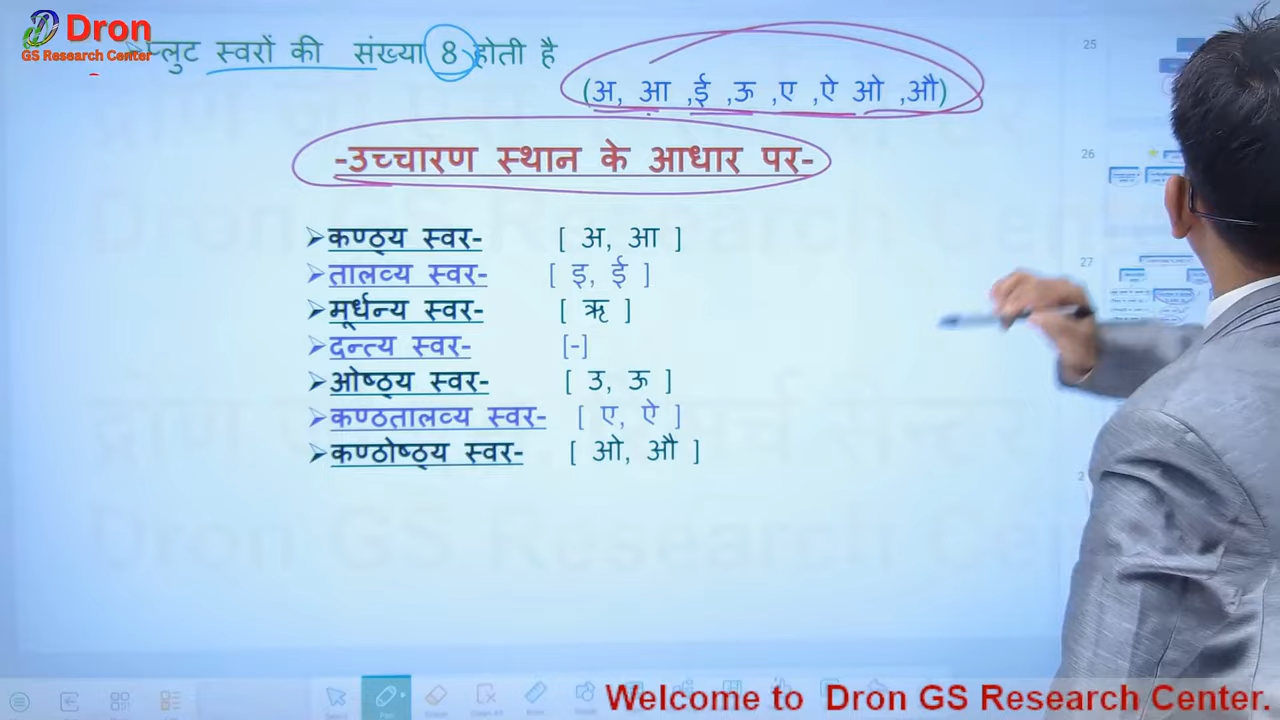 Dron
GS Research Center
प्लुट स्वरों की संख्या 8 होती है
(अ, आ ,ई ,ऊ ,ए ,ऐ ओ ,औ)
-उच्चारण स्थान के आधार पर-
➢कण्ठ्य स्वर- [ अ, आ ]
➢तालव्य स्वर- [ इ, ई ]
➢मूर्धन्य स्वर- [ ऋ ]
➢दन्त्य स्वर- [-]
➢ओष्ठ्य स्वर- [ उ, ऊ ]
➢कण्ठतालव्य स्वर- [ ए, ऐ ]
➢कण्ठोष्ठ्य स्वर- [ ओ, औ ]
25
26
27
Welcome to Dron GS Research Center.